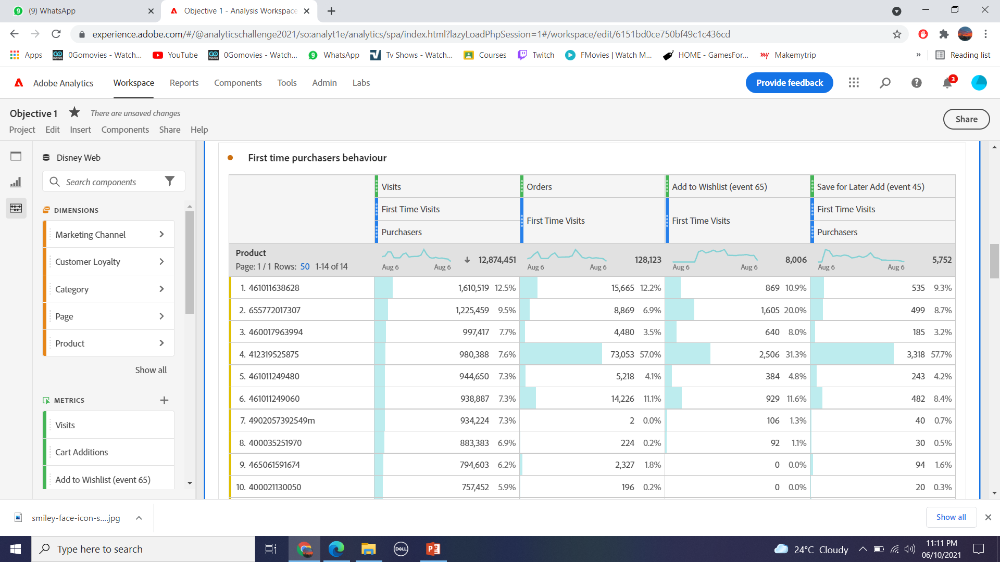 (9) WhatsApp
Objective 1 - Analysis Workspace
experience.adobe.com/#/@analyticschallenge2021/so:analyt1e/analytics/spa/index.html?lazyLoadPhpSession=1#/workspace/edit/6151bd0ce750bf49c1c436cd
Apps 0Gomovies - Watch... YouTube 0Gomovies - Watch... WhatsApp Tv Shows - Watch... Courses Twitch FMovies | Watch M... HOME - GamesFor... my Makemytrip » Reading list
Adobe Analytics Workspace Reports Components Tools Admin Labs Provide feedback 3
Objective 1 There are unsaved changes
Share
Project Edit Insert Components Share Help
Disney Web
Search components
DIMENSIONS
Marketing Channel
Customer Loyalty
Category
Page
Product
Show all
METRICS
Visits
Cart Additions
Add to Wishlist (event 65)
First time purchasers behaviour
Visits Orders Add to Wishlist (event 65) Save for Later Add (event 45)
First Time Visits First Time Visits First Time Visits First Time Visits
Purchasers Purchasers
Product 12,874,451 128,123 8,006 5,752
Page: 1 / 1 Rows: 50 1-14 of 14 Aug 6 Aug 6 Aug 6 Aug 6 Aug 6 Aug 6 Aug 6 Aug 6
1. 461011638628 1,610,519 12.5% 15,665 12.2% 869 10.9% 535 9.3%
2. 655772017307 1,225,459 9.5% 8,869 6.9% 1,605 20.0% 499 8.7%
3. 460017963994 997,417 7.7% 4,480 3.5% 640 8.0% 185 3.2%
4. 412319525875 980,388 7.6% 73,053 57.0% 2,506 31.3% 3,318 57.7%
5. 461011249480 944,650 7.3% 5,218 4.1% 384 4.8% 243 4.2%
6. 461011249060 938,887 7.3% 14,226 11.1% 929 11.6% 482 8.4%
7. 4902057392549m 934,224 7.3% 2 0.0% 106 1.3% 40 0.7%
8. 400035251970 883,383 6.9% 224 0.2% 92 1.1% 30 0.5%
9. 465061591674 794,603 6.2% 2,327 1.8% 0 0.0% 94 1.6%
10. 400021130050 757,452 5.9% 196 0.2% 0 0.0% 20 0.3%
smiley-face-icon-s....jpg
Show all
Type here to search
DELL
24°C Cloudy
11:11 PM
06/10/2021